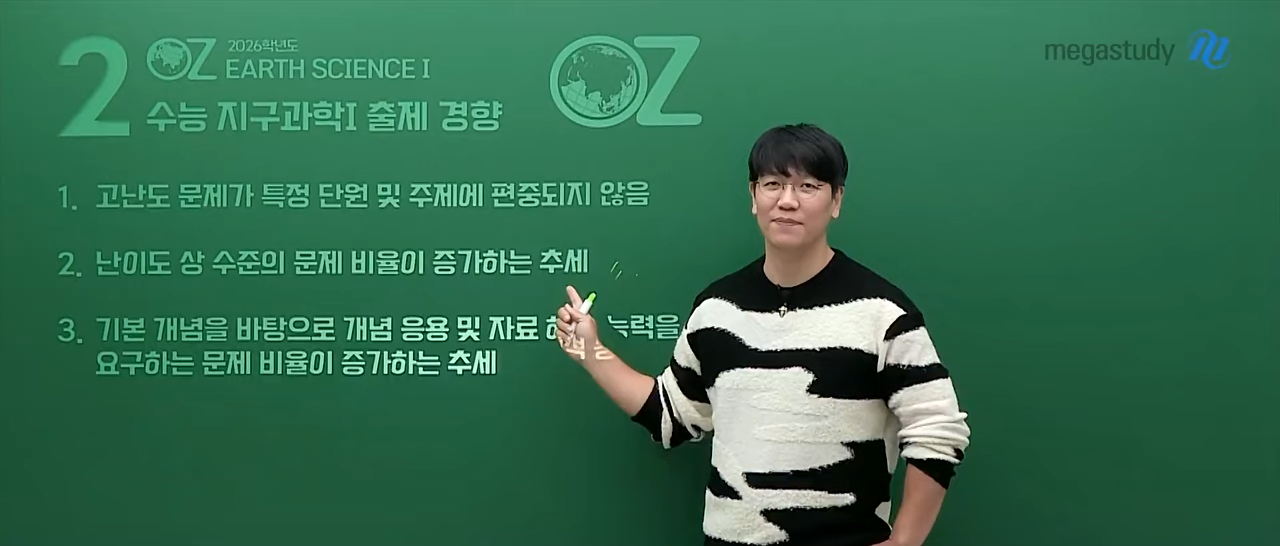 megastudy
2
OZ
2026학년도
EARTH SCIENCE I
수능 지구과학I 출제 경향
OZ
1. 고난도 문제가 특정 단원 및 주제에 편중되지 않음
2. 난이도 상 수준의 문제 비율이 증가하는 추세
3. 기본 개념을 바탕으로 개념 응용 및 자료 능력을
요구하는 문제 비율이 증가하는 추세